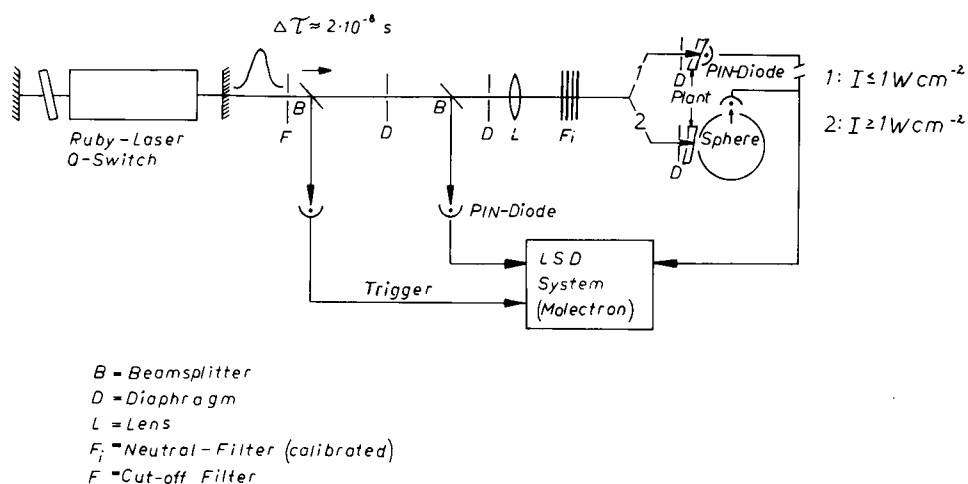 Δτ≈2·10⁻⁸ s
Ruby-Laser
Q-Switch
F
B
D
B
D
L
Fi
1
2
D
L
PIN-Diode
Plant
L
D
Sphere
1: I ≤ 1 W cm⁻²
2: I ≥ 1 W cm⁻²
PIN-Diode
Trigger
LSD
System
(Molectron)
B = Beamsplitter
D = Diaphragm
L = Lens
Fi = Neutral-Filter (calibrated)
F = Cut-off Filter